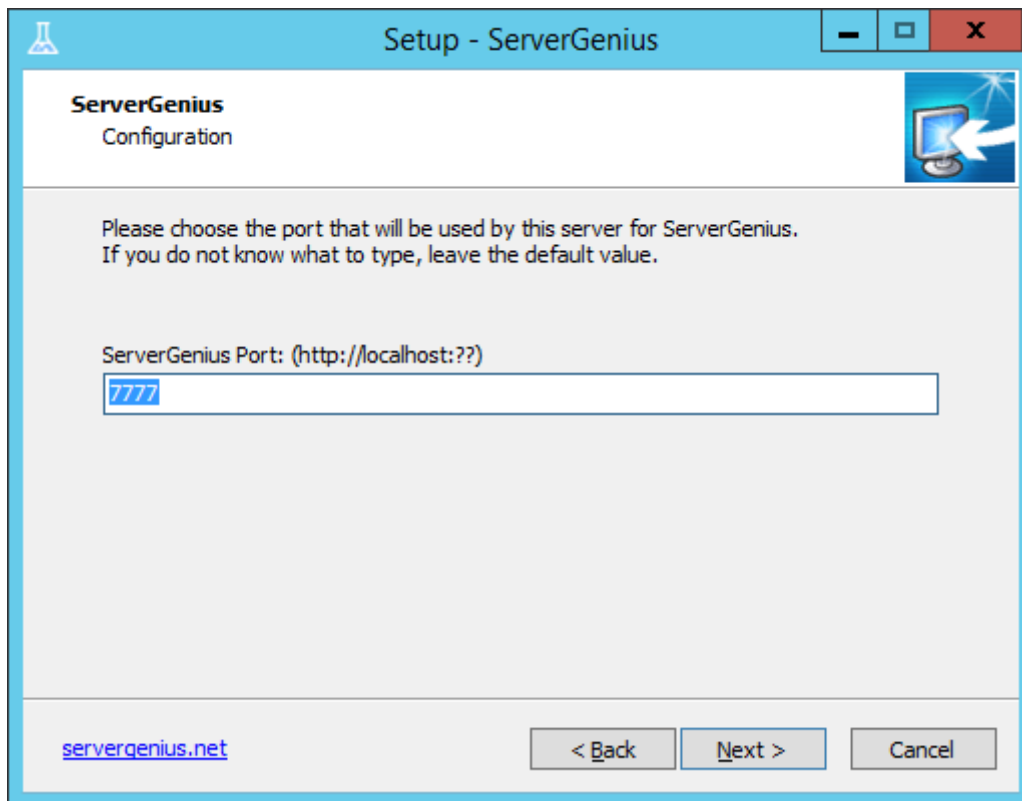 Setup - ServerGenius
ServerGenius
Configuration
Please choose the port that will be used by this server for ServerGenius.
If you do not know what to type, leave the default value.
ServerGenius Port: (http://localhost:??)
7777
servergenius.net
< Back
Next >
Cancel